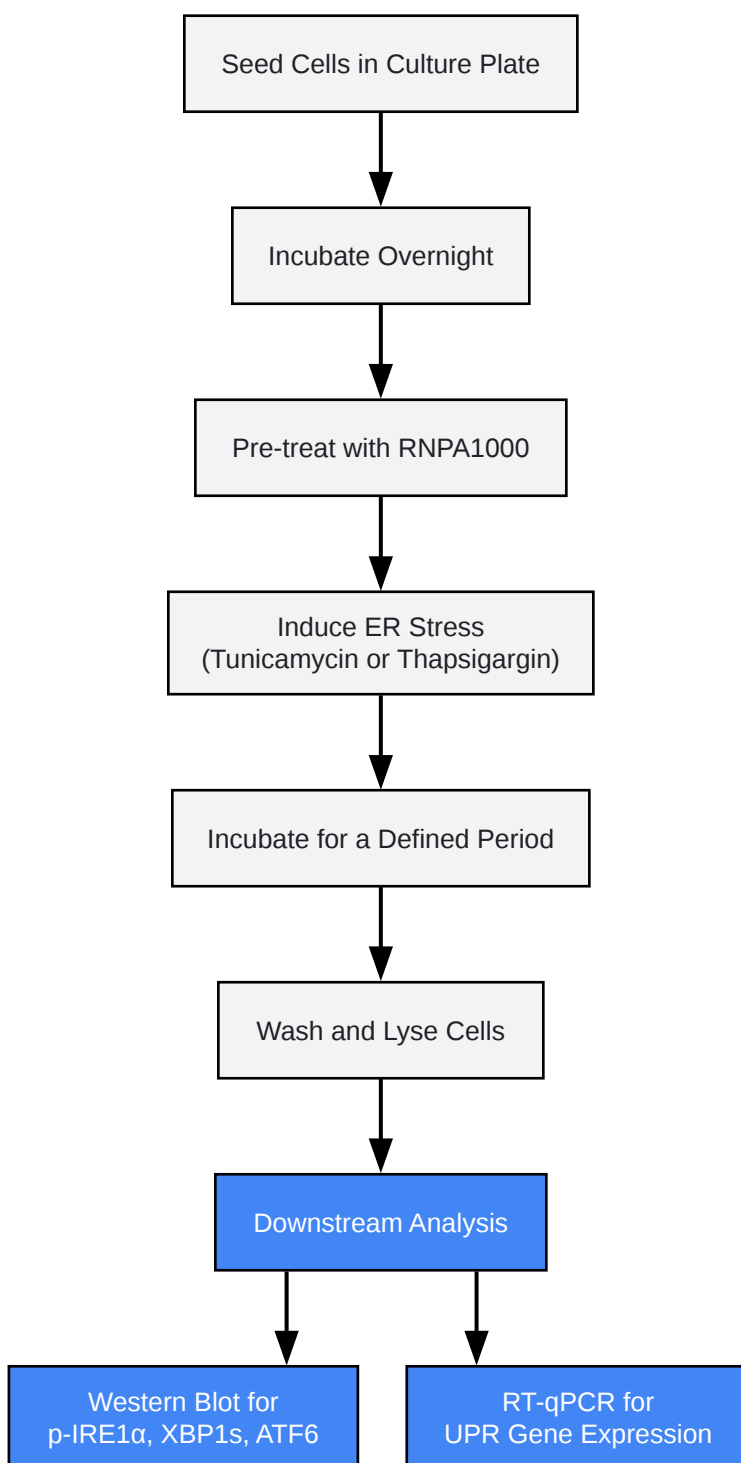 Seed Cells in Culture Plate
Incubate Overnight
Pre-treat with RNPA1000
Induce ER Stress
(Tunicamycin or Thapsigargin)
Incubate for a Defined Period
Wash and Lyse Cells
Downstream Analysis
Western Blot for
p-IRE1α, XBP1s, ATF6
RT-qPCR for
UPR Gene Expression